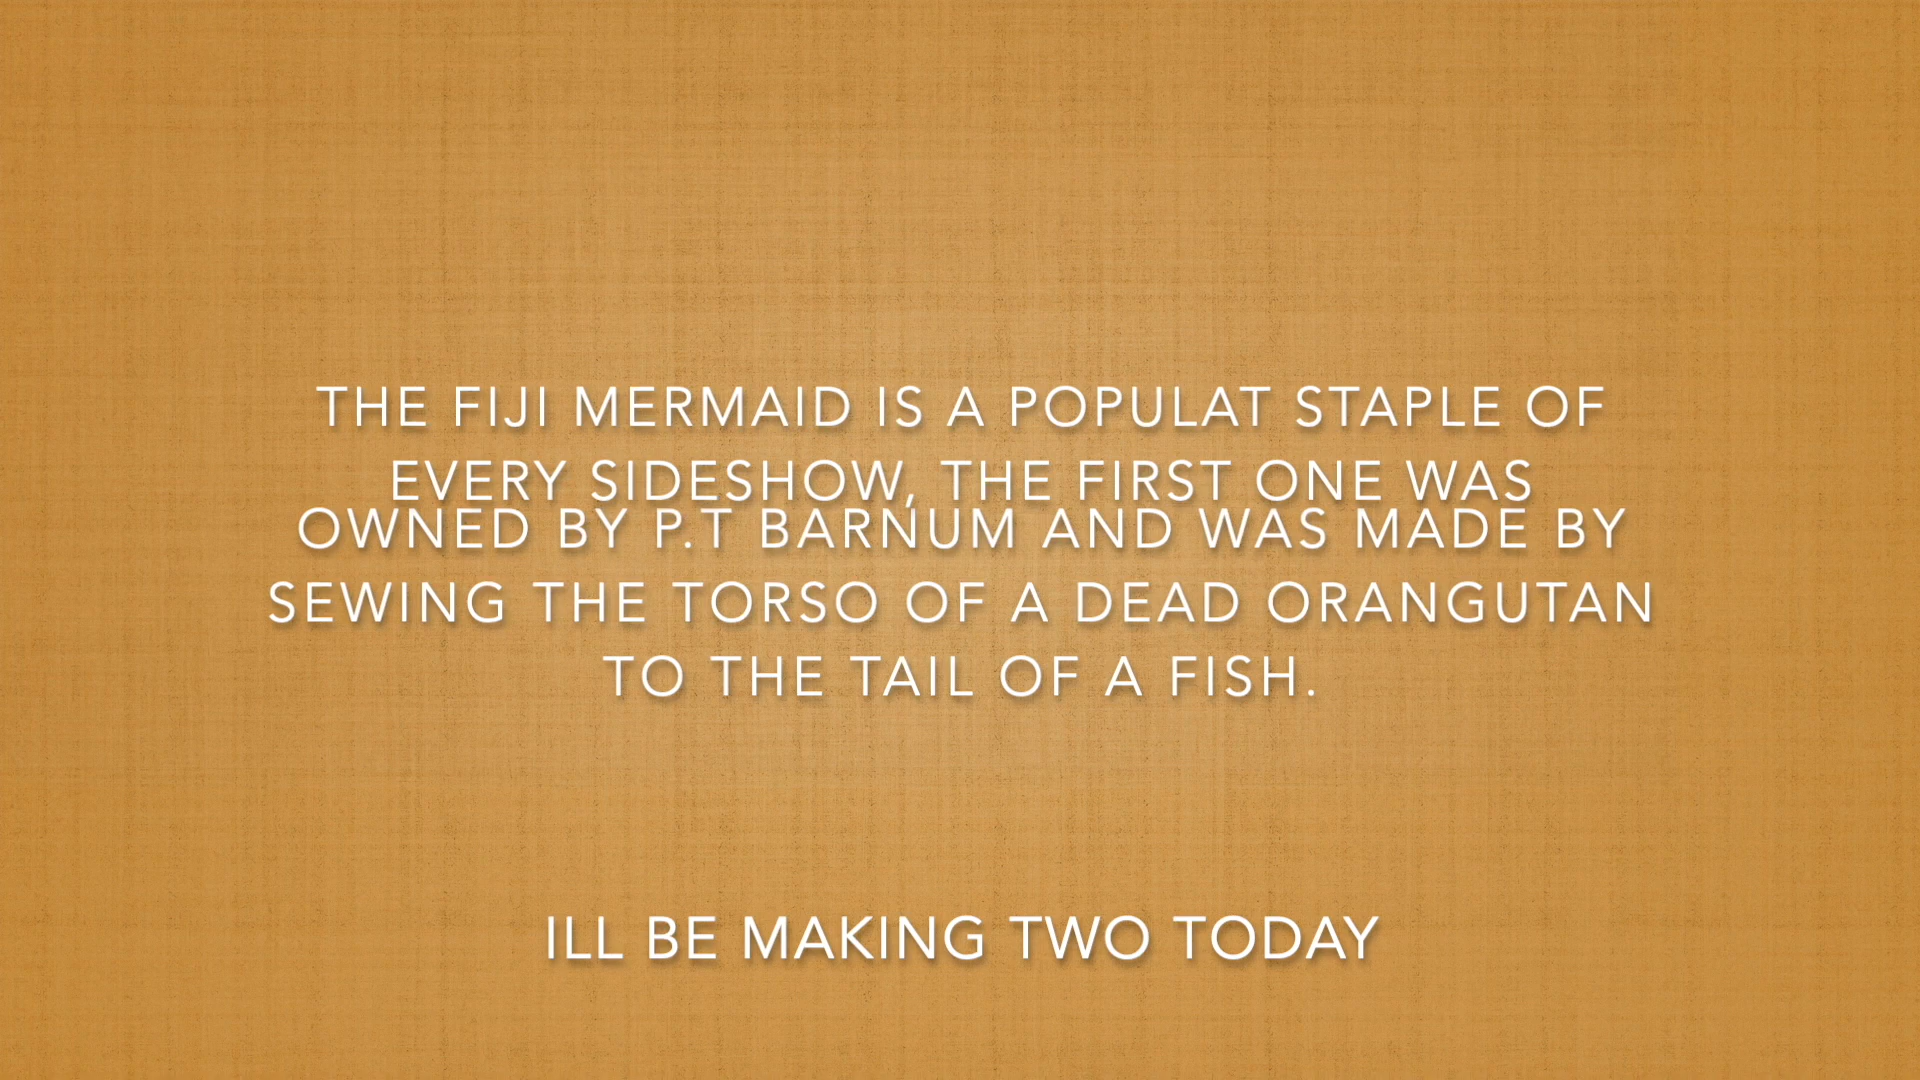 THE FIJI MERMAID IS A POPULAT STAPLE OF
EVERY SIDESHOW, THE FIRST ONE WAS
OWNED BY P.T BARNUM AND WAS MADE BY
SEWING THE TORSO OF A DEAD ORANGUTAN
TO THE TAIL OF A FISH.
ILL BE MAKING TWO TODAY